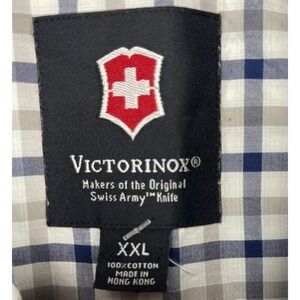 VICTORINOX®
Makers of the Original
Swiss Army™ Knife
XXL
100% COTTON
MADE IN
HONG KONG